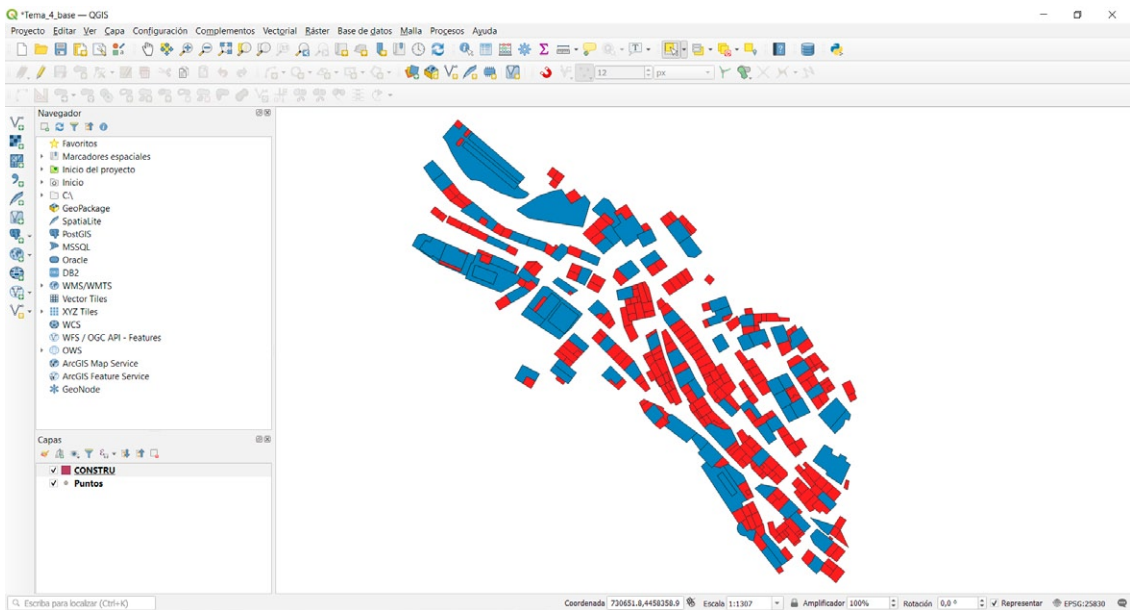 *Tema_4_base — QGIS
Proyecto Editar Ver Capa Configuración Complementos Vectorial Ráster Base de datos Malla Procesos Ayuda
12 px
Navegador
Favoritos
Marcadores espaciales
Inicio del proyecto
Inicio
C:\
GeoPackage
SpatiaLite
PostGIS
MSSQL
Oracle
DB2
WMS/WMTS
Vector Tiles
XYZ Tiles
WCS
WFS / OGC API - Features
OWS
ArcGIS Map Service
ArcGIS Feature Service
GeoNode
Capas
CONSTRU
Puntos
Escriba para localizar (Ctrl+K) Coordenada 730651.8,4458358.9 Escala 1:1307 Amplificador 100% Rotación 0,0 ° Representar EPSG:25830